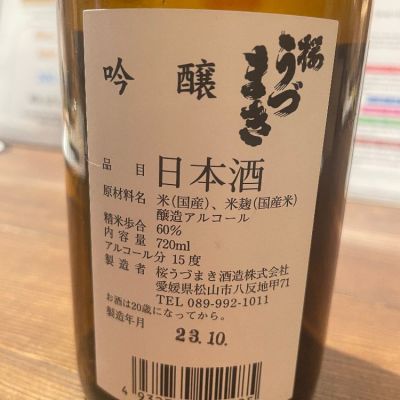 桜うづまき
吟醸
品目 日本酒
原材料名 米(国産)、米麹(国産米)
醸造アルコール
精米歩合 60%
内容量 720ml
アルコール分 15度
製造者 桜うづまき酒造株式会社
愛媛県松山市八反地甲71
TEL 089-992-1011
お酒は20歳になってから。
製造年月 23.10.